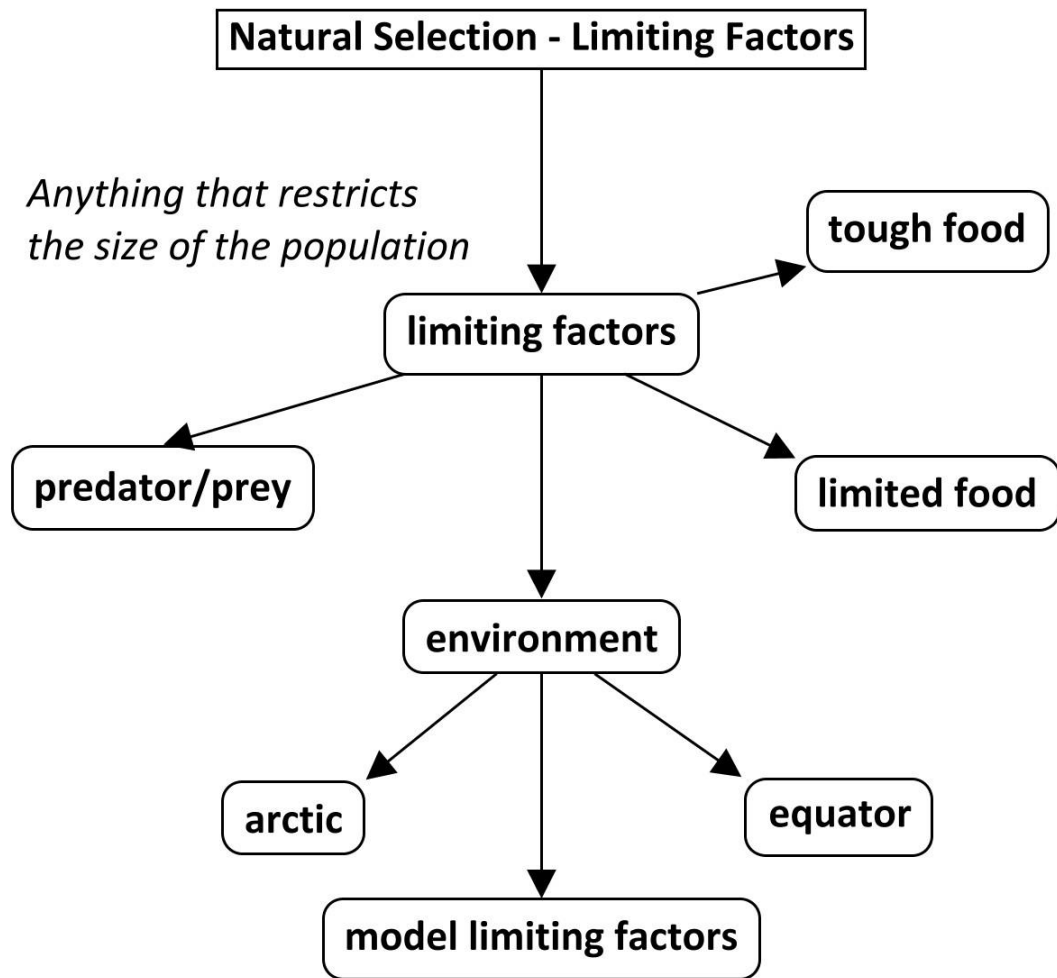 Natural Selection - Limiting Factors
Anything that restricts
the size of the population
tough food
limiting factors
predator/prey
limited food
environment
arctic
equator
model limiting factors